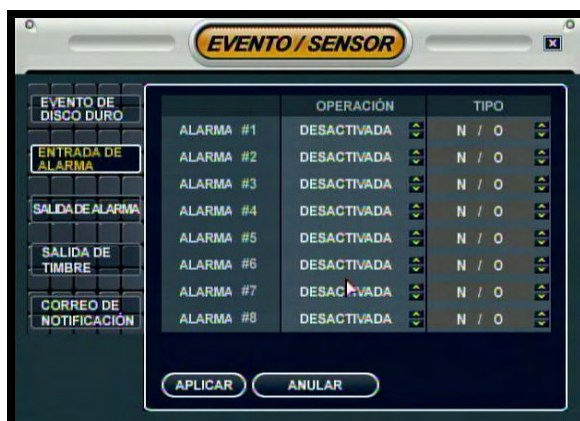 EVENTO / SENSOR
EVENTO DE
DISCO DURO
ENTRADA DE
ALARMA
SALIDA DE ALARMA
SALIDA DE
TIMBRE
CORREO DE
NOTIFICACIÓN
OPERACIÓN TIPO
ALARMA #1 DESACTIVADA N / O
ALARMA #2 DESACTIVADA N / O
ALARMA #3 DESACTIVADA N / O
ALARMA #4 DESACTIVADA N / O
ALARMA #5 DESACTIVADA N / O
ALARMA #6 DESACTIVADA N / O
ALARMA #7 DESACTIVADA N / O
ALARMA #8 DESACTIVADA N / O
APLICAR ANULAR